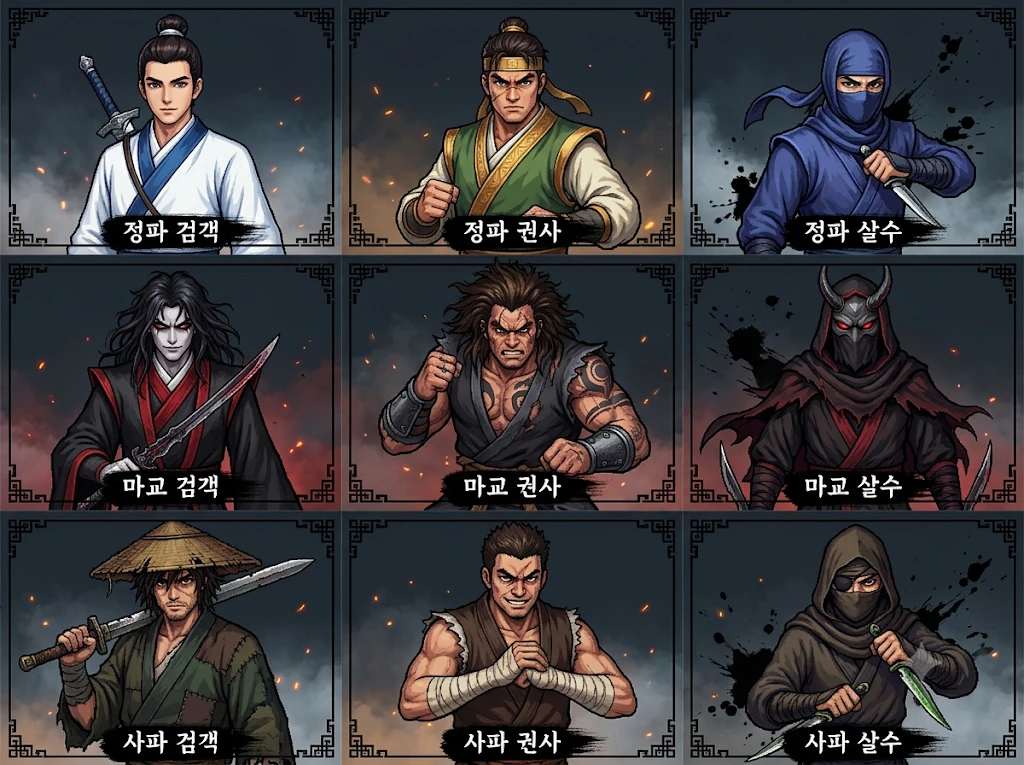 정파 검객
정파 권사
정파 살수
마교 검객
마교 권사
마교 살수
사파 검객
사파 권사
사파 살수